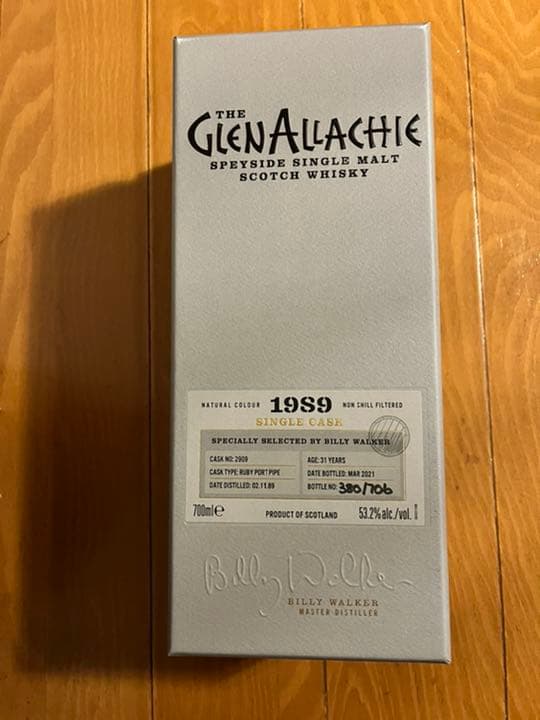 THE
GLENALLACHIE
SPEYSIDE SINGLE MALT
SCOTCH WHISKY
NATURAL COLOUR 1989 NON CHILL FILTERED
SINGLE CASK
SPECIALLY SELECTED BY BILLY WALKER
CASK NO: 2909 AGE: 31 YEARS
CASK TYPE: RUBY PORT PIPE DATE BOTTLED: MAR 2021
DATE DISTILLED: 02.11.89 BOTTLE NO: 380/706
700ml℮ PRODUCT OF SCOTLAND 53.2% alc./vol.
Billy Walker
BILLY WALKER
MASTER DISTILLER